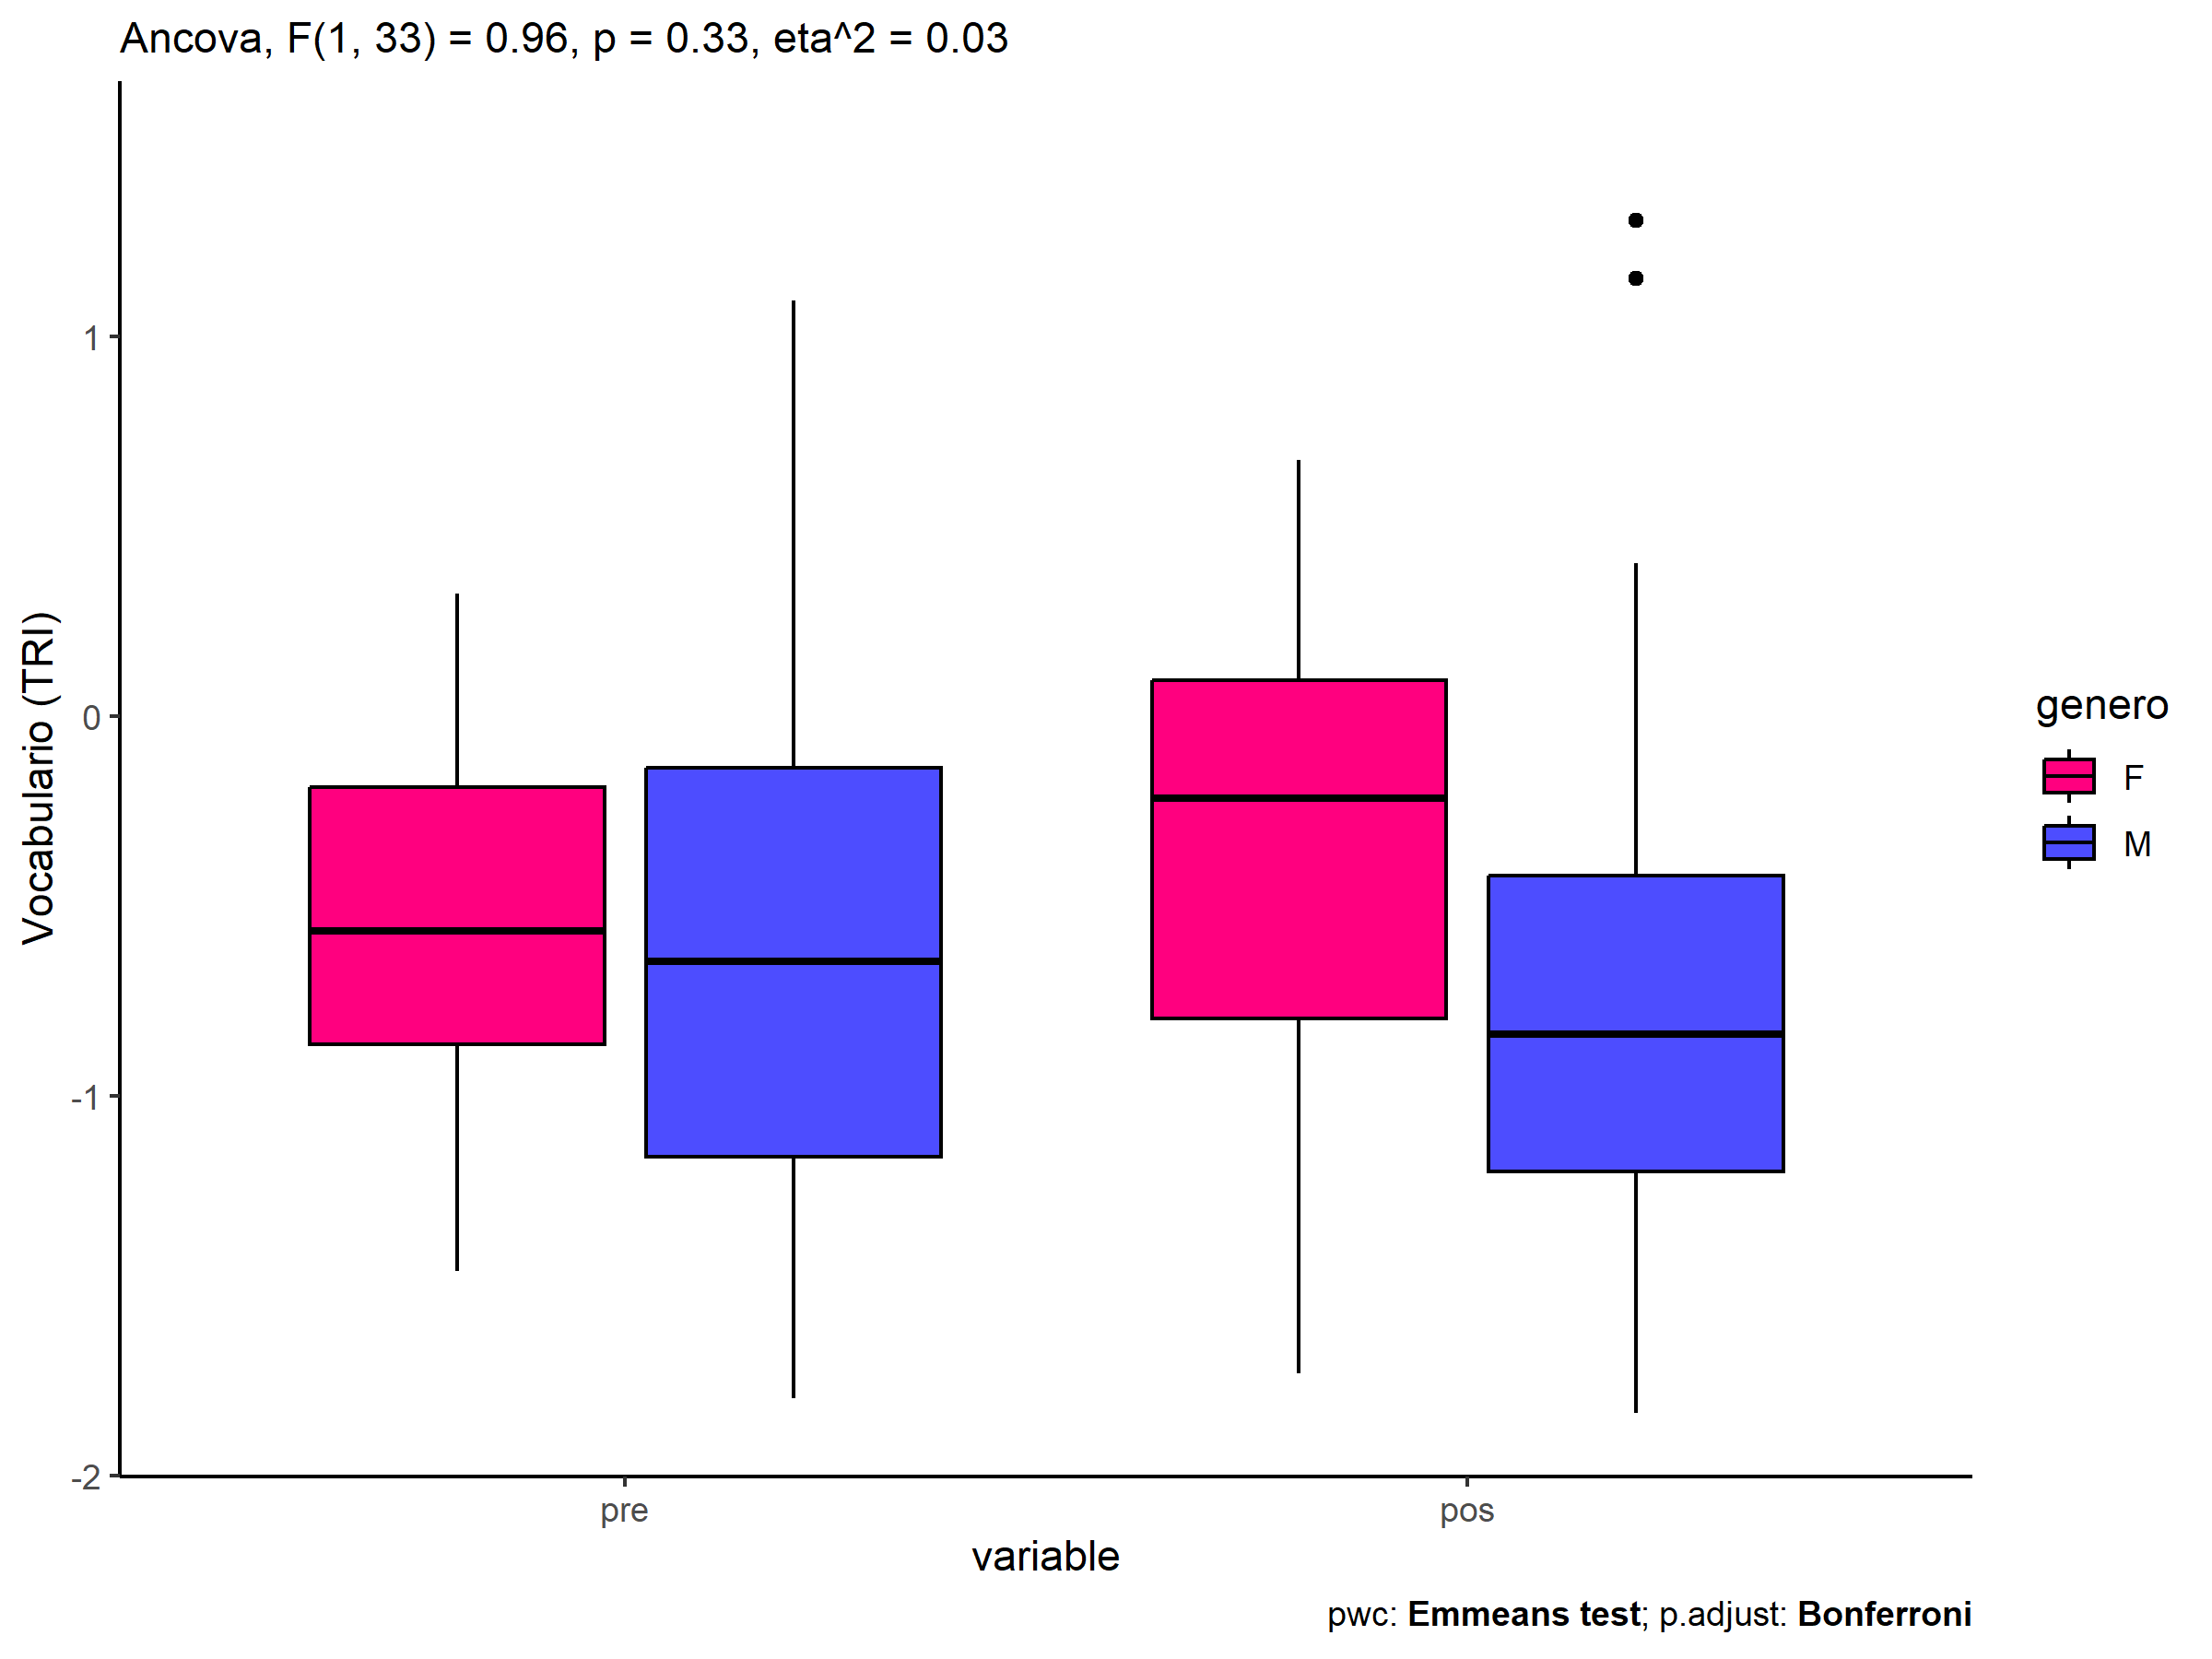 Ancova, F(1, 33) = 0.96, p = 0.33, eta^2 = 0.03
Vocabulario (TRI)
1
0
-1
-2
pre
pos
variable
genero
F
M
pwc: Emmeans test; p.adjust: Bonferroni